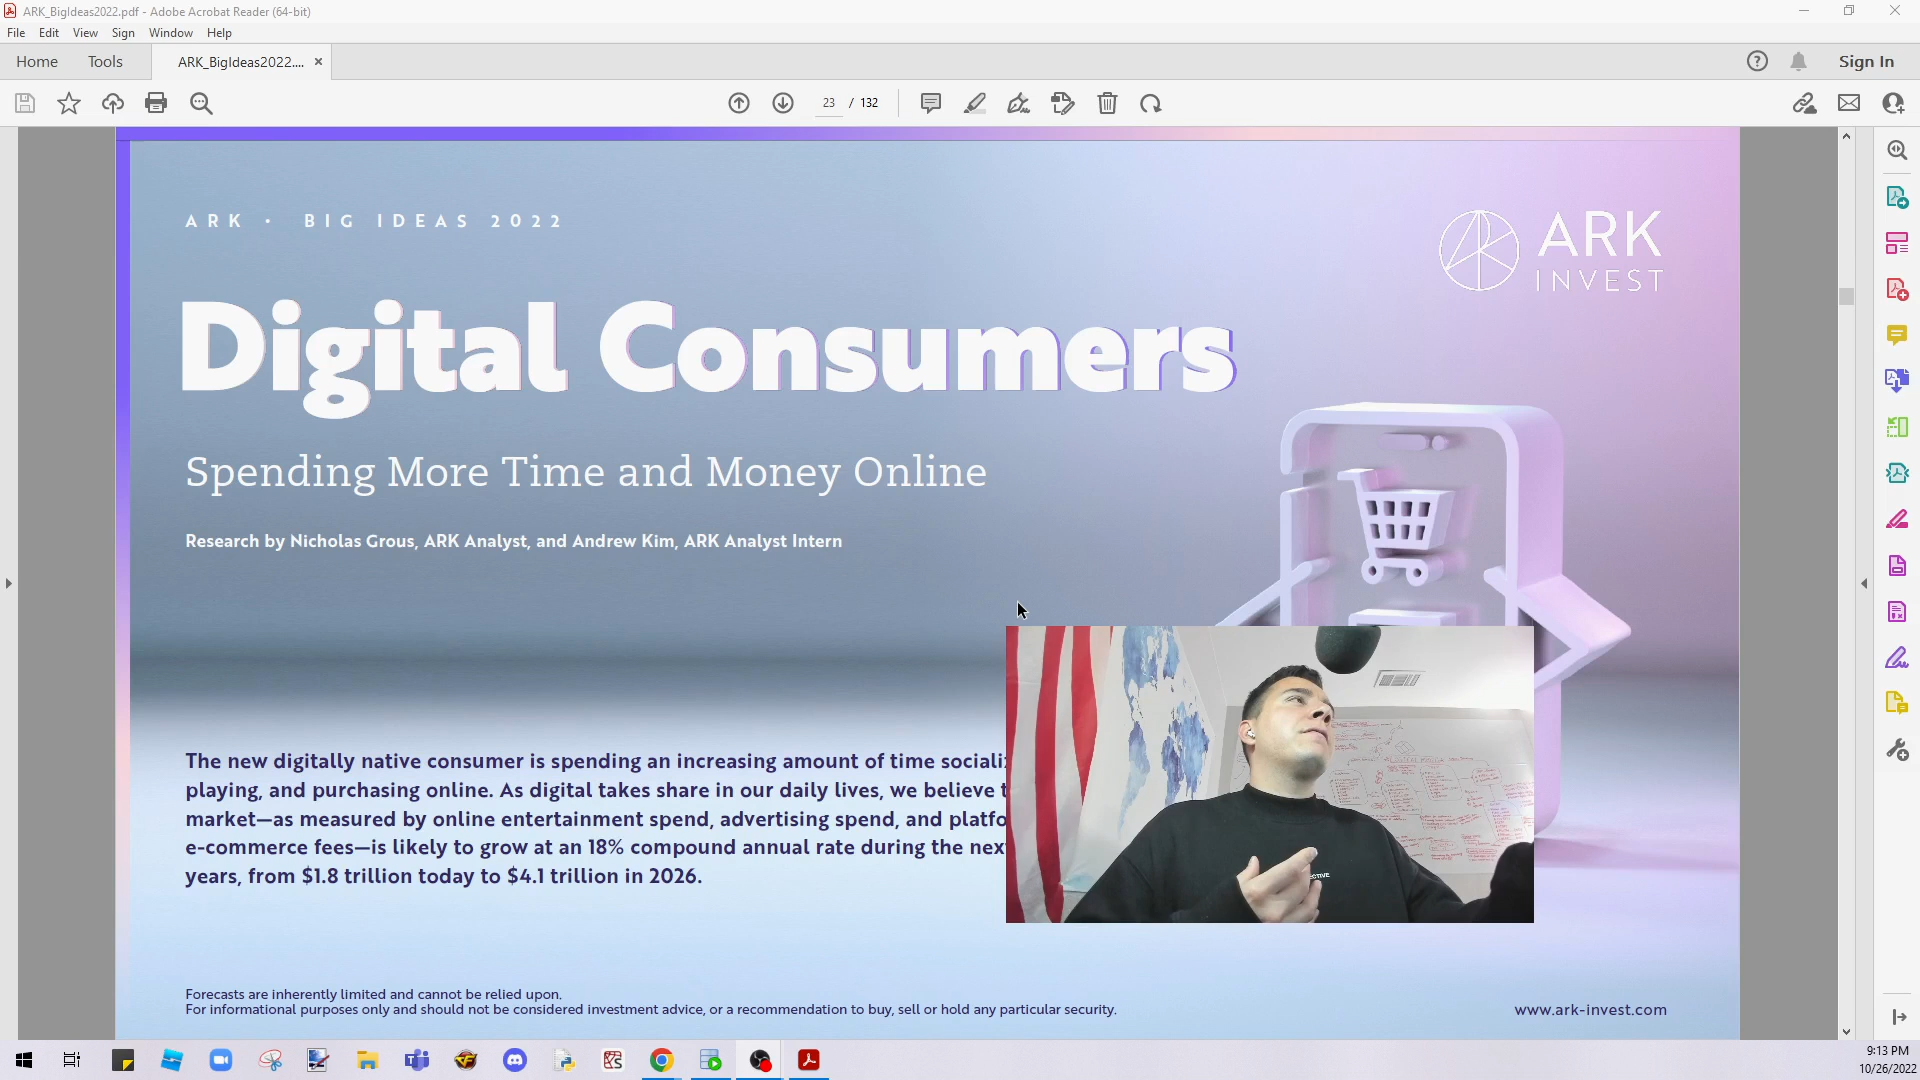 ARK_BigIdeas2022.pdf - Adobe Acrobat Reader (64-bit)
File Edit View Sign Window Help
Home Tools ARK_BigIdeas2022.... ×
Sign In
23 / 132
ARK · BIG IDEAS 2022
ARK
INVEST
Digital Consumers
Spending More Time and Money Online
Research by Nicholas Grous, ARK Analyst, and Andrew Kim, ARK Analyst Intern
The new digitally native consumer is spending an increasing amount of time
playing, and purchasing online. As digital takes share in our daily lives, we believe
market—as measured by online entertainment spend, advertising spend, and
e-commerce fees—is likely to grow at an 18% compound annual rate during the
years, from $1.8 trillion today to $4.1 trillion in 2026.
Forecasts are inherently limited and cannot be relied upon.
For informational purposes only and should not be considered investment advice, or a recommendation to buy, sell or hold any particular security.
www.ark-invest.com
9:13 PM
10/26/2022